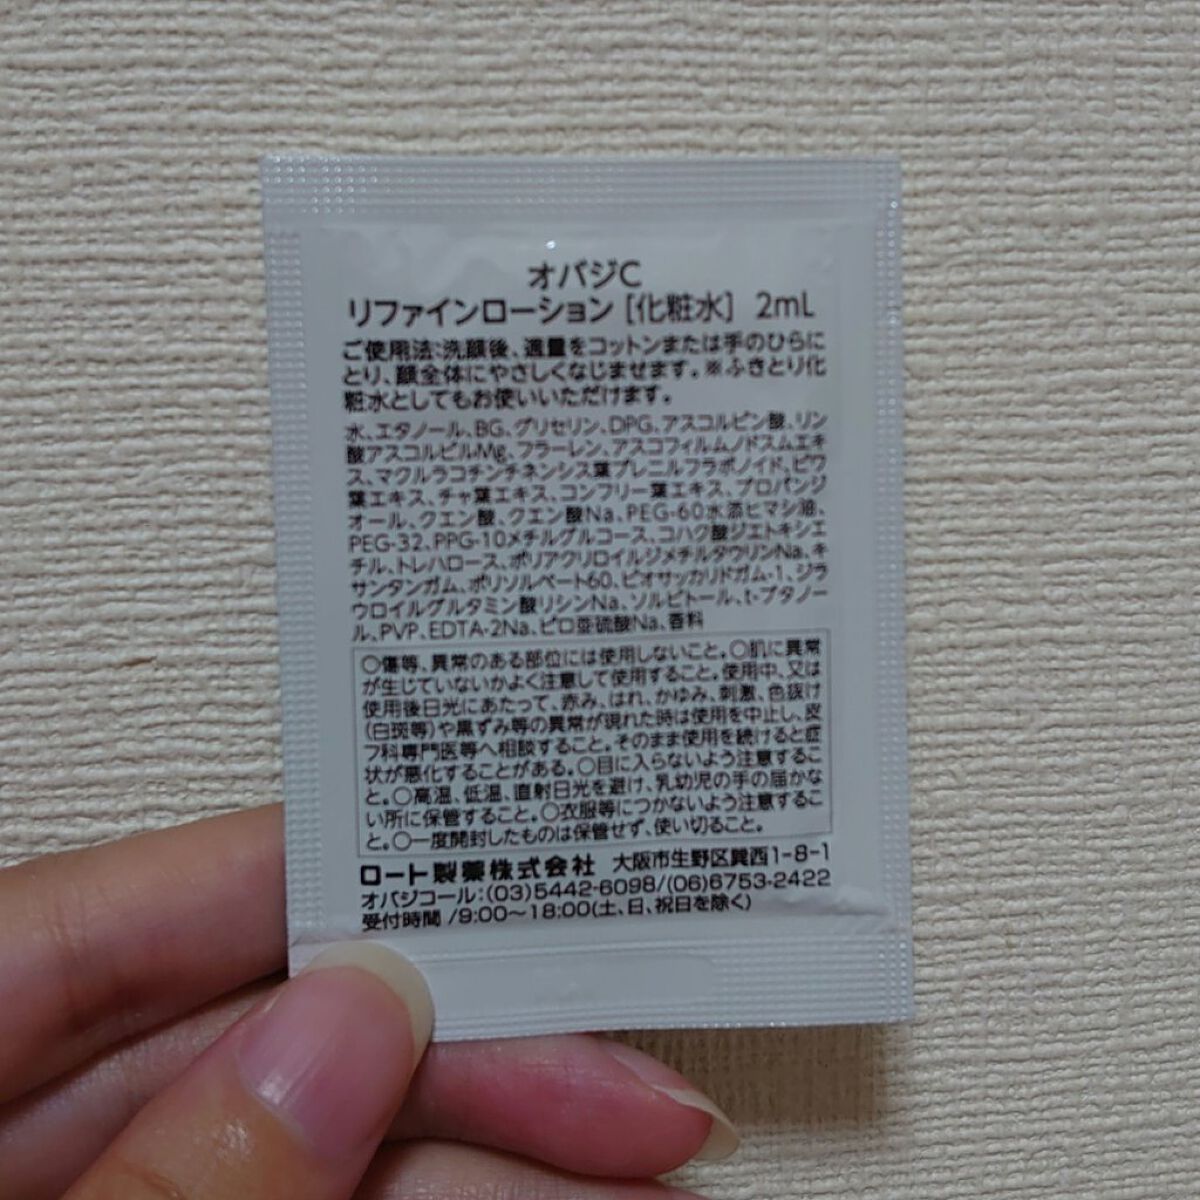 オバジC
リファインローション [化粧水] 2mL
ご使用法:洗顔後、適量をコットンまたは手のひらに
とり、顔全体にやさしくなじませます。※ふきとり化
粧水としてもお使いいただけます。
水、エタノール、BG、グリセリン、DPG、アスコルビン酸、リン
酸アスコルビルMg、フラーレン、アスコフィルムノドスムエキ
ス、マクルラコチンチネンシス葉プレニルフラボノイド、ビワ
葉エキス、チャ葉エキス、コンフリー葉エキス、プロパンジ
オール、クエン酸、クエン酸Na、PEG-60水添ヒマシ油、
PEG-32、PPG-10メチルグルコース、コハク酸ジエトキシエ
チル、トレハロース、ポリアクリロイルジメチルタウリンNa、キ
サンタンガム、ポリソルベート60、ビオサッカリドガム-1、ジラ
ウロイルグルタミン酸リシンNa、ソルビトール、t-ブタノー
ル、PVP、EDTA-2Na、ピロ亜硫酸Na、香料
○傷等、異常のある部位には使用しないこと。○肌に異常
が生じていないかよく注意して使用すること。使用中、又は
使用後日光にあたって、赤み、はれ、かゆみ、刺激、色抜け
(白斑等)や黒ずみ等の異常が現れた時は使用を中止し、皮
フ科専門医等へ相談すること。そのまま使用を続けると症
状が悪化することがある。○目に入らないよう注意するこ
と。○高温、低温、直射日光を避け、乳幼児の手の届かな
い所に保管すること。○衣服等につかないよう注意するこ
と。○一度開封したものは保管せず、使い切ること。
ロート製薬株式会社 大阪市生野区巽西1-8-1
オバジコール:(03)5442-6098/(06)6753-2422
受付時間/9:00～18:00(土、日、祝日を除く)